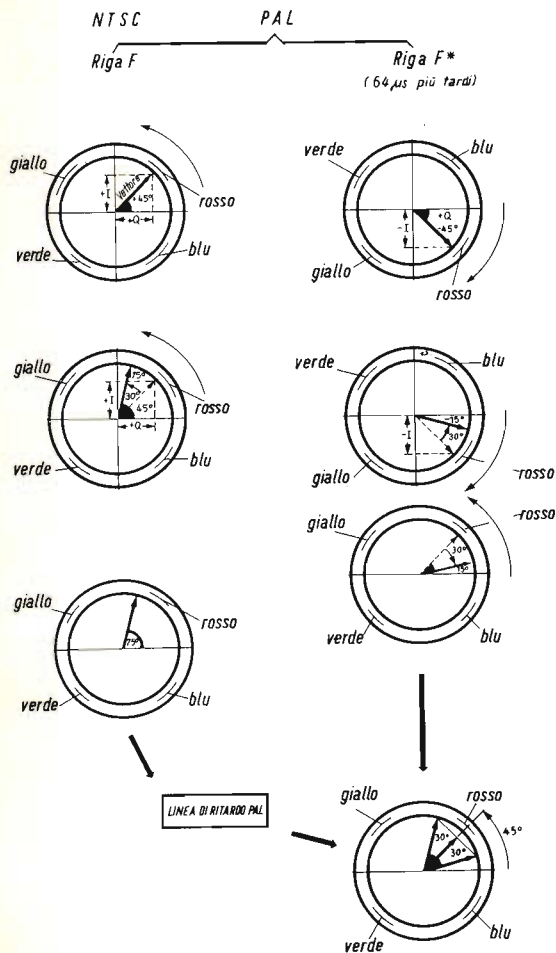 NTSC PAL
Riga F
Riga F*
(64 µs più tardi)
giallo
rosso
verde
blu
vettore
+45°
+I
+Q
verde
blu
giallo
rosso
+Q
-45°
-I
giallo
rosso
verde
blu
75°
30°
45°
+I
+Q
verde
blu
giallo
rosso
-15°
30°
-I
giallo
rosso
verde
blu
30°
15°
giallo
rosso
verde
blu
75°
LINEA DI RITARDO PAL
giallo
rosso
verde
blu
30°
30°
45°